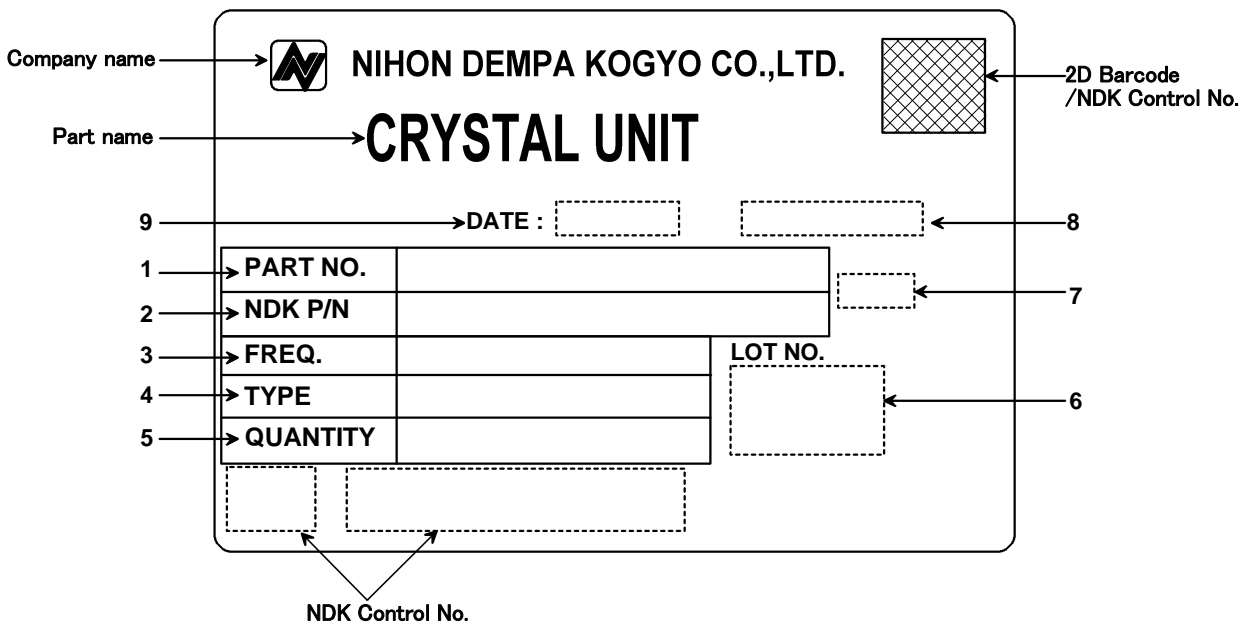 Company name
NIHON DEMPA KOGYO CO.,LTD.
2D Barcode
/NDK Control No.
Part name
CRYSTAL UNIT
9
DATE :
8
1
PART NO.
7
2
NDK P/N
3
FREQ.
LOT NO.
4
TYPE
6
5
QUANTITY
NDK Control No.